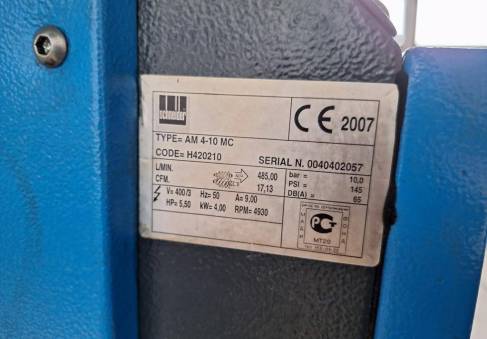 schneider
CE 2007
TYPE= AM 4-10 MC
CODE= H420210 SERIAL N. 0040402057
L/MIN. 485,00 bar = 10,0
CFM. 17,13 PSI = 145
V= 400/3 Hz= 50 A= 9,00 DB(A) = 65
HP= 5,50 kW= 4,00 RPM= 4930
МТ20